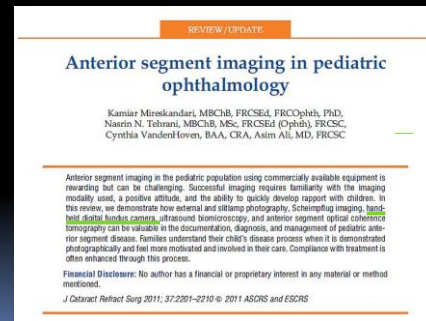 REVIEW/UPDATE
Anterior segment imaging in pediatric
ophthalmology
Kamiar Mireskandari, MBChB, FRCSEd, FRCOphth, PhD,
Nasrin N. Tehrani, MBChB, MSc, FRCSEd (Ophth), FRCSC,
Cynthia VandenHoven, BAA, CRA, Asim Ali, MD, FRCSC
Anterior segment imaging in the pediatric population using commercially available equipment is
rewarding but can be challenging. Successful imaging requires familiarity with the imaging
modality used, a positive attitude, and the ability to quickly develop rapport with children. In
this review, we demonstrate how external and slitlamp photography, Scheimpflug imaging, hand-
held digital fundus camera, ultrasound biomicroscopy, and anterior segment optical coherence
tomography can be valuable in the documentation, diagnosis, and management of pediatric ante-
rior segment disease. Families understand their child's disease process when it is demonstrated
photographically and feel more motivated and involved in their care. Compliance with treatment is
often enhanced through this process.
Financial Disclosure: No author has a financial or proprietary interest in any material or method
mentioned.
J Cataract Refract Surg 2011; 37:2201–2210 © 2011 ASCRS and ESCRS